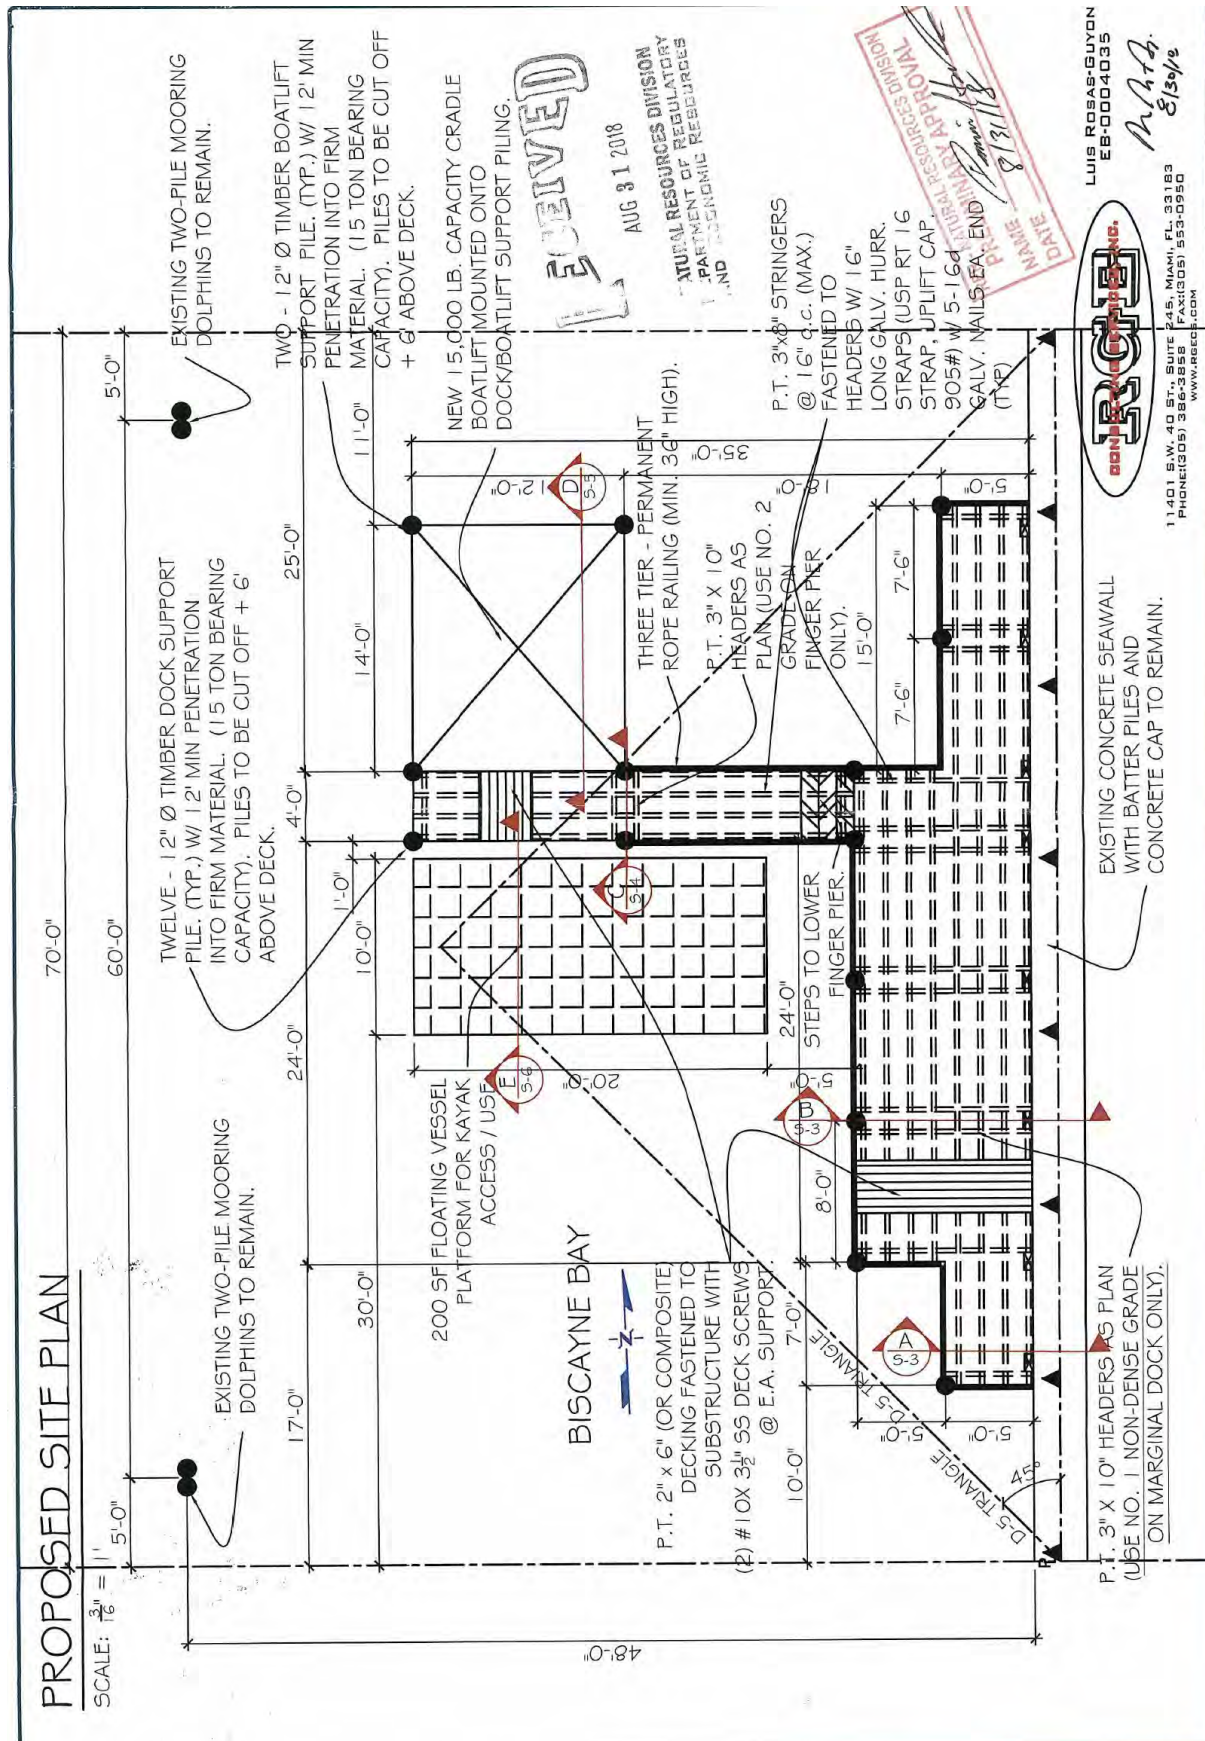 PROPOSED SITE PLAN
SCALE: 3/16" = 1'
70'-0"
60'-0"
5'-0"
5'-0"
EXISTING TWO-PILE MOORING
DOLPHINS TO REMAIN.
TWELVE - 12" Ø TIMBER DOCK SUPPORT
PILE. (TYP.) W/ 12' MIN PENETRATION
INTO FIRM MATERIAL. (15 TON BEARING
CAPACITY). PILES TO BE CUT OFF + 6'
ABOVE DECK.
EXISTING TWO-PILE MOORING
DOLPHINS TO REMAIN.
TWO - 12" Ø TIMBER BOATLIFT
SUPPORT PILE. (TYP.) W/ 12' MIN
PENETRATION INTO FIRM
MATERIAL. (15 TON BEARING
CAPACITY). PILES TO BE CUT OFF
+ 6' ABOVE DECK.
17'-0"
24'-0"
4'-0"
25'-0"
30'-0"
10'-0"
1'-0"
14'-0"
11'-0"
48'-0"
200 SF FLOATING VESSEL
PLATFORM FOR KAYAK
ACCESS / USE
NEW 15,000 LB. CAPACITY CRADLE
BOATLIFT MOUNTED ONTO
DOCK/BOATLIFT SUPPORT PILING.
RECEIVED
AUG 31 2018
NATURAL RESOURCES DIVISION
DEPARTMENT OF REGULATORY
AND ECONOMIC RESOURCES
BISCAYNE BAY
N
E
S-6
20'-0"
C
S-4
D
S-5
12'-0"
35'-0"
18'-0"
5'-0"
THREE TIER - PERMANENT
ROPE RAILING (MIN. 36" HIGH).
P.T. 3" X 10"
HEADERS AS
PLAN (USE NO. 2
GRADE ON
FINGER PIER
ONLY).
15'-0"
7'-6"
7'-6"
P.T. 3"x8" STRINGERS
@ 16" o.c. (MAX.)
FASTENED TO
HEADERS W/ 16"
LONG GALV. HURR.
STRAPS (USP RT 16
STRAP, UPLIFT CAP.
905#) W/ 5-16d
GALV. NAILS EA. END
(TYP)
NATURAL RESOURCES DIVISION
PRELIMINARY APPROVAL
NAME
DATE 8/31/18
P.T. 2" x 6" (OR COMPOSITE)
DECKING FASTENED TO
SUBSTRUCTURE WITH
(2) #10X 3½" SS DECK SCREWS
@ E.A. SUPPORT.
24'-0"
STEPS TO LOWER
FINGER PIER.
5'-0"
B
S-3
8'-0"
7'-0"
10'-0"
A
S-3
5'-0"
5'-0"
D-5 TRIANGLE
D-5 TRIANGLE
D-5 TRIANGLE
45°
P.T. 3" X 10" HEADERS AS PLAN
(USE NO. 1 NON-DENSE GRADE
ON MARGINAL DOCK ONLY).
EXISTING CONCRETE SEAWALL
WITH BATTER PILES AND
CONCRETE CAP TO REMAIN.
RGE
CONSULTING SERVICES, INC.
11401 S.W. 40 ST., SUITE 245, MIAMI, FL. 33183
PHONE:(305) 386-3858 FAX:(305) 553-0950
WWW.RGECS.COM
LUIS ROSAS-GUYON
EB-0004035
8/30/18